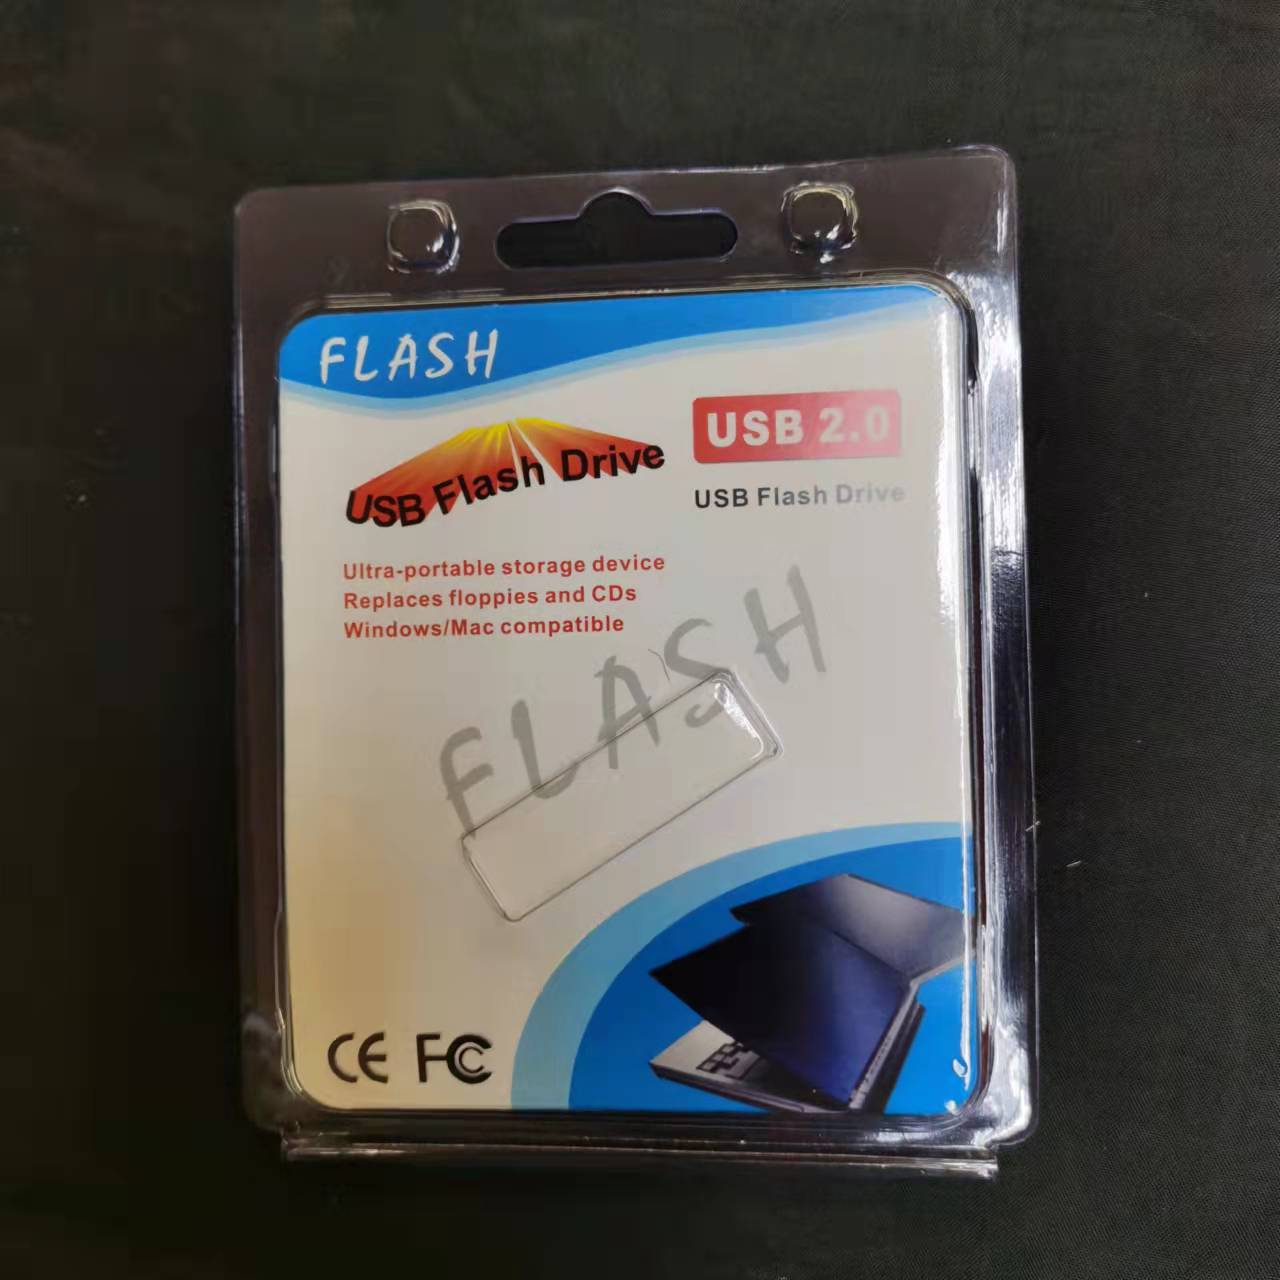 FLASH
USB Flash Drive
USB 2.0
USB Flash Drive
Ultra-portable storage device
Replaces floppies and CDs
Windows/Mac compatible
FLASH
CE FC